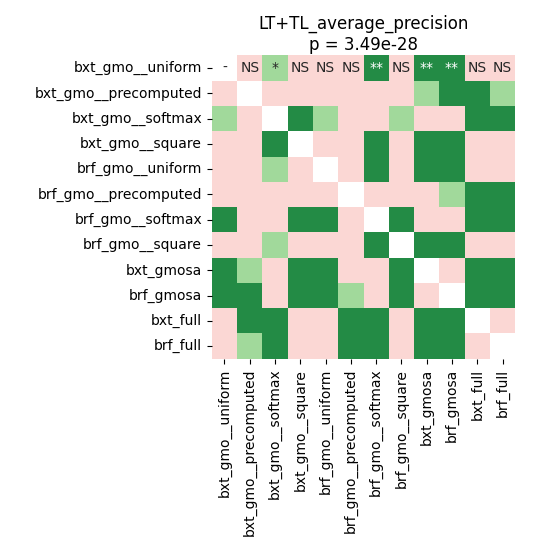 LT+TL_average_precision
p = 3.49e-28
bxt_gmo__uniform - NS * NS NS NS ** NS ** ** NS NS
bxt_gmo__precomputed
bxt_gmo__softmax
bxt_gmo__square
brf_gmo__uniform
brf_gmo__precomputed
brf_gmo__softmax
brf_gmo__square
bxt_gmosa
brf_gmosa
bxt_full
brf_full
bxt_gmo__uniform
bxt_gmo__precomputed
bxt_gmo__softmax
bxt_gmo__square
brf_gmo__uniform
brf_gmo__precomputed
brf_gmo__softmax
brf_gmo__square
bxt_gmosa
brf_gmosa
bxt_full
brf_full